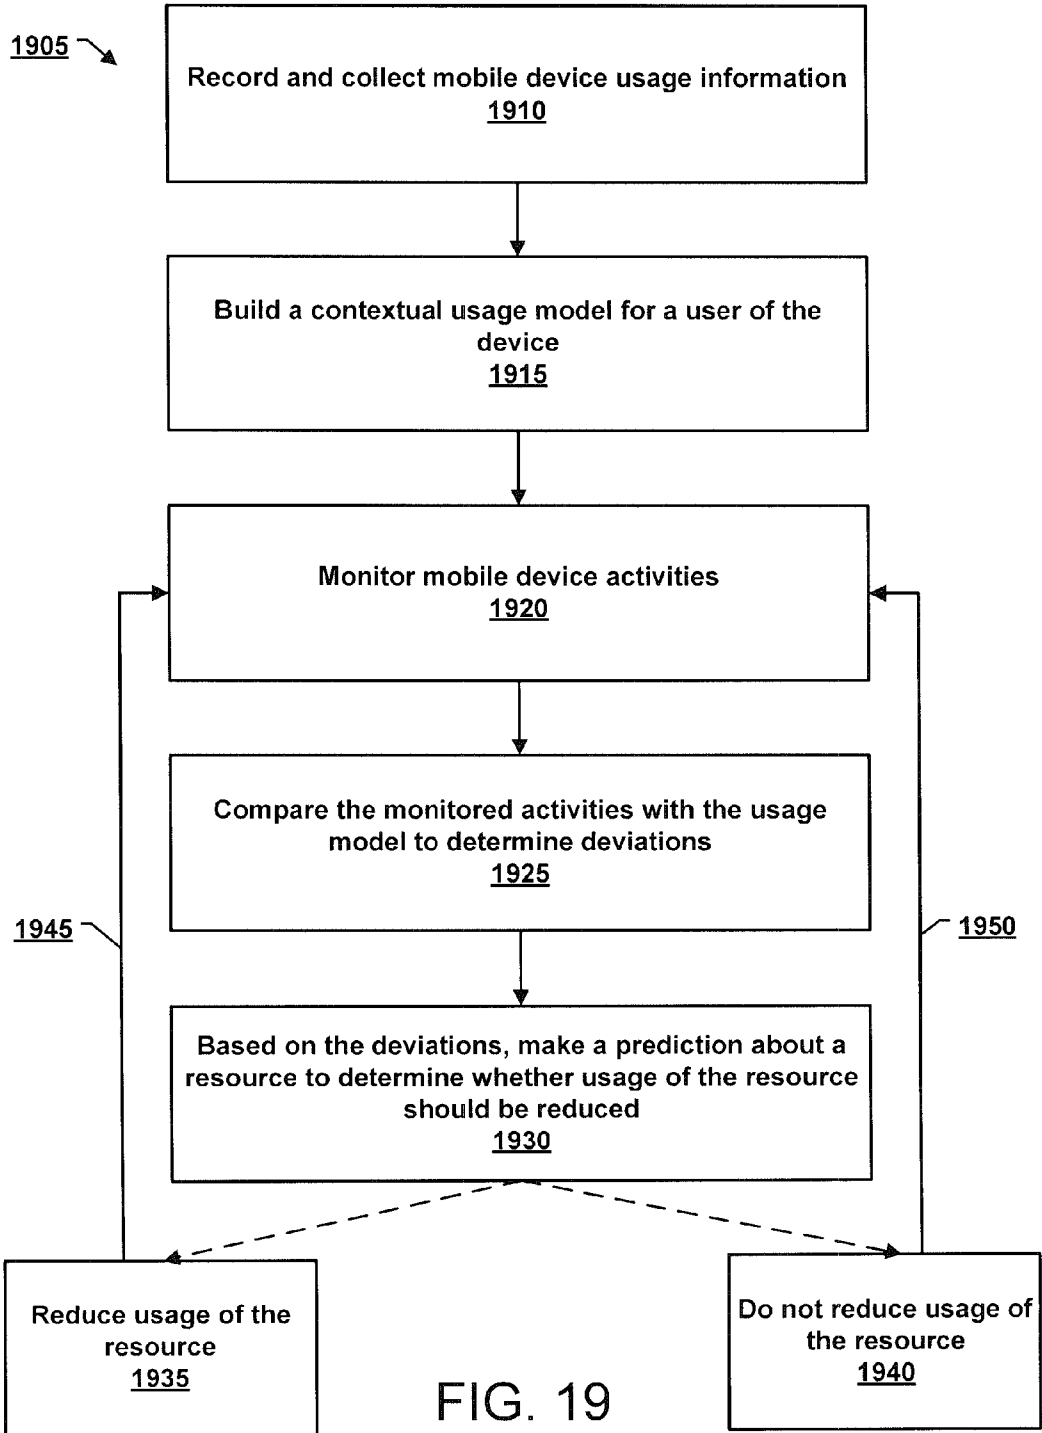 1905
Record and collect mobile device usage information
1910
Build a contextual usage model for a user of the
device
1915
Monitor mobile device activities
1920
Compare the monitored activities with the usage
model to determine deviations
1925
1945
1950
Based on the deviations, make a prediction about a
resource to determine whether usage of the resource
should be reduced
1930
Reduce usage of the
resource
1935
Do not reduce usage of
the resource
1940
FIG. 19